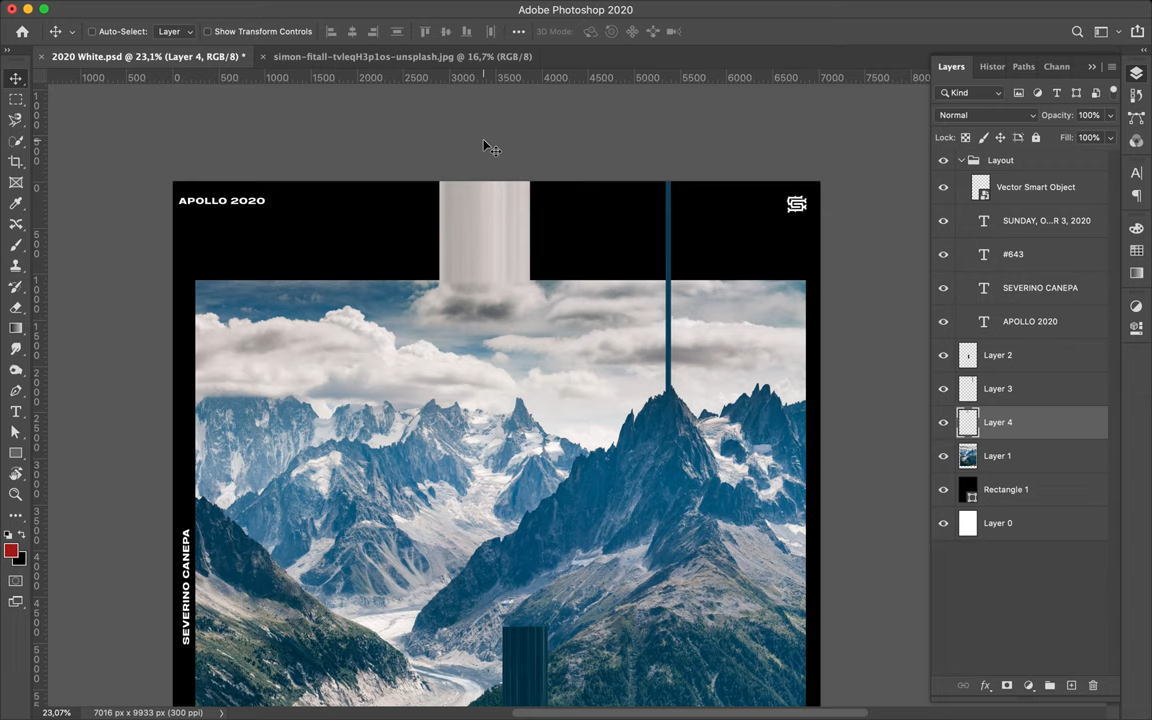 Adobe Photoshop 2020
Auto-Select: Layer Show Transform Controls 3D Mode:
2020 White.psd @ 23,1% (Layer 4, RGB/8) * simon-fitall-tvleqH3p1os-unsplash.jpg @ 16,7% (RGB/8)
1000 500 0 500 1000 1500 2000 2500 3000 3500 4000 4500 5000 5500 6000 6500 7000 7500 8000
Layers Histor Paths Chann
Kind
Normal Opacity: 100%
Lock: Fill: 100%
Layout
Vector Smart Object
SUNDAY, O...R 3, 2020
#643
SEVERINO CANEPA
APOLLO 2020
Layer 2
Layer 3
Layer 4
Layer 1
Rectangle 1
Layer 0
APOLLO 2020
SEVERINO CANEPA
23,07% 7016 px x 9933 px (300 ppi)